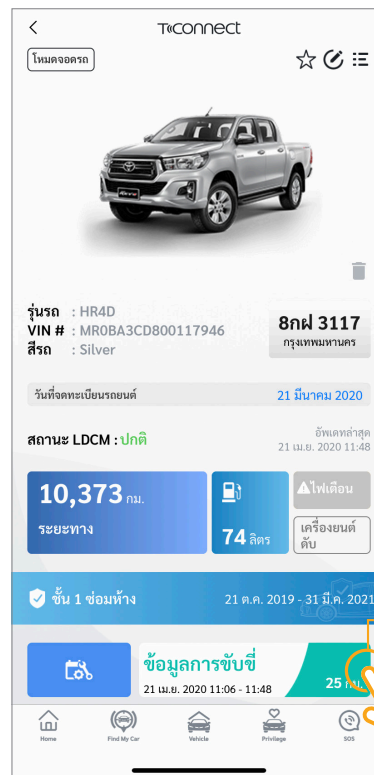 T-Connect
โหมดจอดรถ
รุ่นรถ : HR4D
VIN # : MR0BA3CD800117946
สีรถ : Silver
8กฝ 3117
กรุงเทพมหานคร
วันที่จดทะเบียนรถยนต์ 21 มีนาคม 2020
สถานะ LDCM : ปกติ
อัพเดทล่าสุด
21 เม.ย. 2020 11:48
10,373 กม.
ระยะทาง
74 ลิตร
ไฟเตือน
เครื่องยนต์
ดับ
ชั้น 1 ซ่อมห้าง 21 ต.ค. 2019 - 31 มี.ค. 2021
ข้อมูลการขับขี่
21 เม.ย. 2020 11:06 - 11:48
25
Home Find My Car Vehicle Privilage SOS